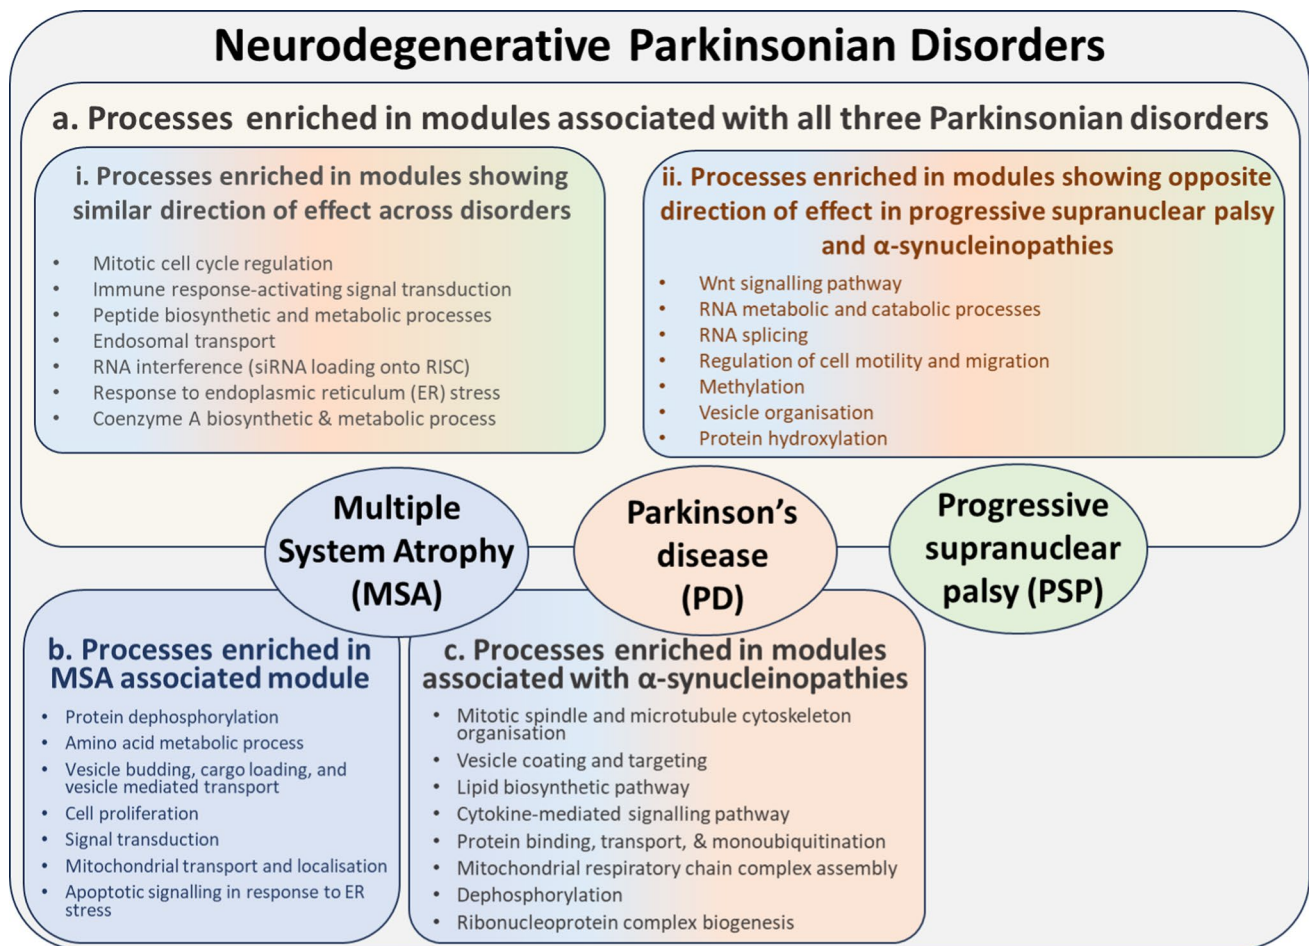 Neurodegenerative Parkinsonian Disorders
a. Processes enriched in modules associated with all three Parkinsonian disorders
i. Processes enriched in modules showing
similar direction of effect across disorders
• Mitotic cell cycle regulation
• Immune response-activating signal transduction
• Peptide biosynthetic and metabolic processes
• Endosomal transport
• RNA interference (siRNA loading onto RISC)
• Response to endoplasmic reticulum (ER) stress
• Coenzyme A biosynthetic & metabolic process
ii. Processes enriched in modules showing opposite
direction of effect in progressive supranuclear palsy
and α-synucleinopathies
• Wnt signalling pathway
• RNA metabolic and catabolic processes
• RNA splicing
• Regulation of cell motility and migration
• Methylation
• Vesicle organisation
• Protein hydroxylation
Multiple
System Atrophy
(MSA)
Parkinson's
disease
(PD)
Progressive
supranuclear
palsy (PSP)
b. Processes enriched in
MSA associated module
• Protein dephosphorylation
• Amino acid metabolic process
• Vesicle budding, cargo loading, and
vesicle mediated transport
• Cell proliferation
• Signal transduction
• Mitochondrial transport and localisation
• Apoptotic signalling in response to ER
stress
c. Processes enriched in modules
associated with α-synucleinopathies
• Mitotic spindle and microtubule cytoskeleton
organisation
• Vesicle coating and targeting
• Lipid biosynthetic pathway
• Cytokine-mediated signalling pathway
• Protein binding, transport, & monoubiquitination
• Mitochondrial respiratory chain complex assembly
• Dephosphorylation
• Ribonucleoprotein complex biogenesis